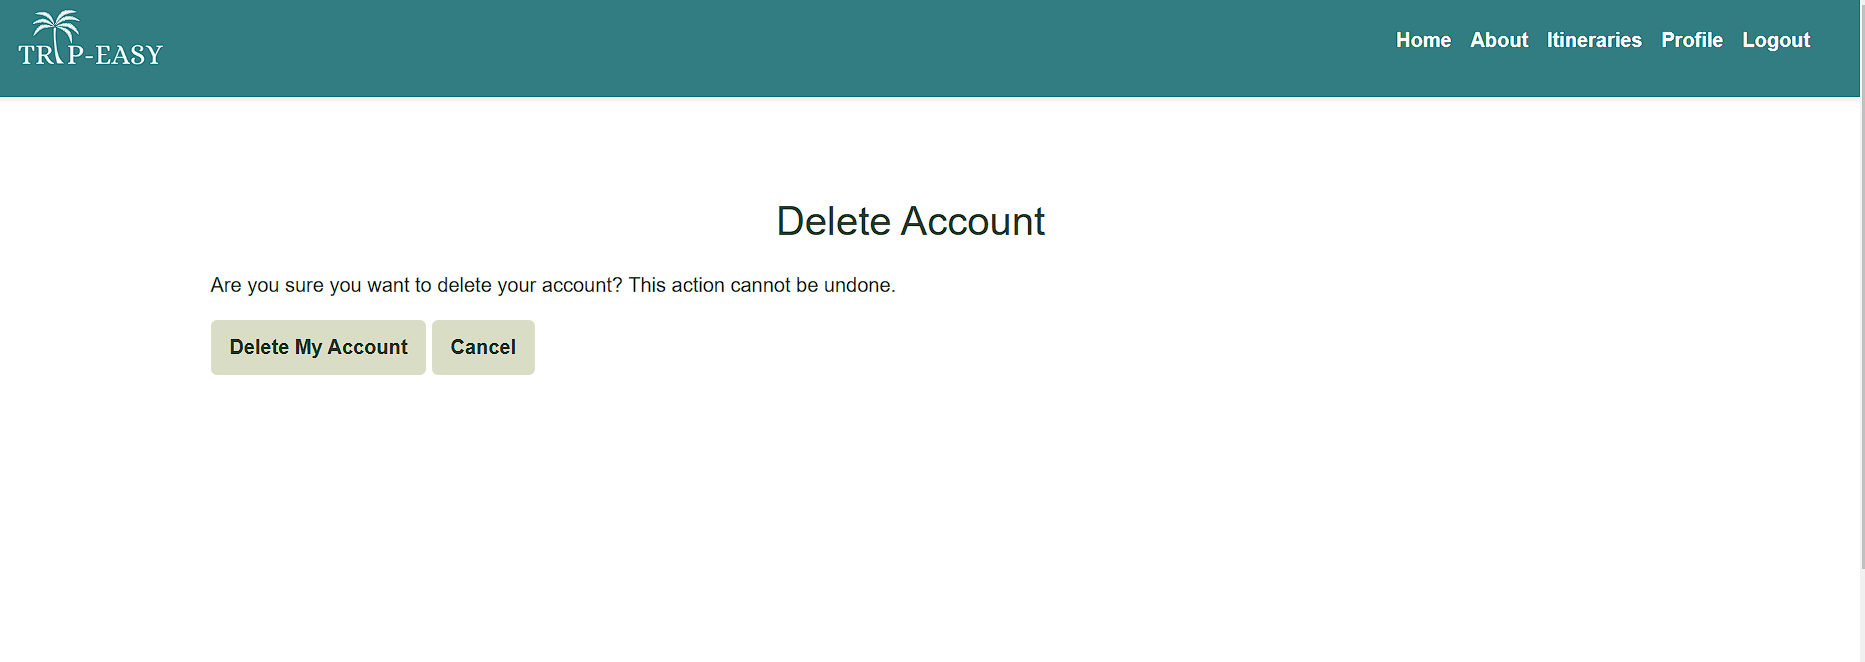 TRIP-EASY
Home About Itineraries Profile Logout
Delete Account
Are you sure you want to delete your account? This action cannot be undone.
Delete My Account Cancel